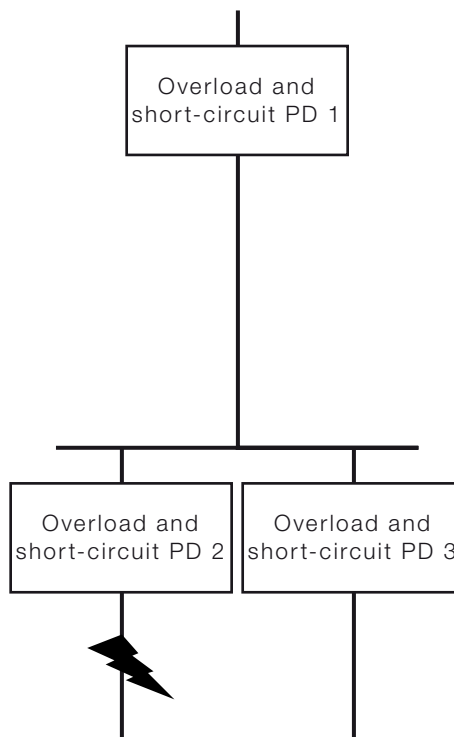 Overload and
short-circuit PD 1
Overload and
short-circuit PD 2
Overload and
short-circuit PD 3